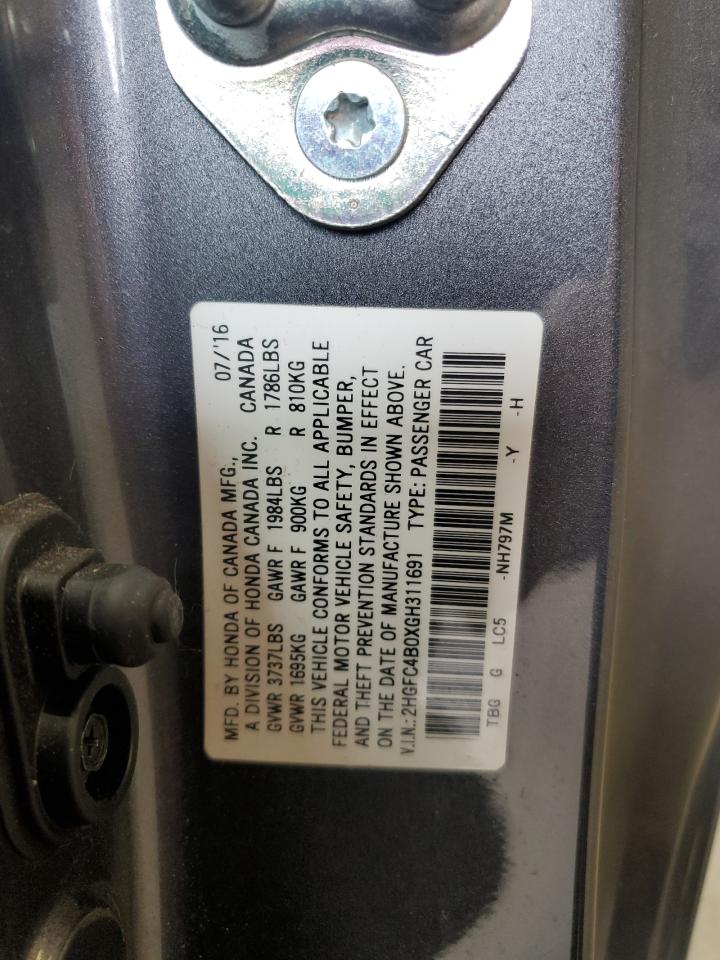 MFD. BY HONDA OF CANADA MFG., 07/'16
A DIVISION OF HONDA CANADA INC. CANADA
GVWR 3737LBS GAWR F 1984LBS R 1786LBS
GVWR 1695KG GAWR F 900KG R 810KG
THIS VEHICLE CONFORMS TO ALL APPLICABLE
FEDERAL MOTOR VEHICLE SAFETY, BUMPER,
AND THEFT PREVENTION STANDARDS IN EFFECT
ON THE DATE OF MANUFACTURE SHOWN ABOVE.
V.I.N.: 2HGFC4B0XGH311691 TYPE: PASSENGER CAR
TBG G LC5 -NH797M -Y -H